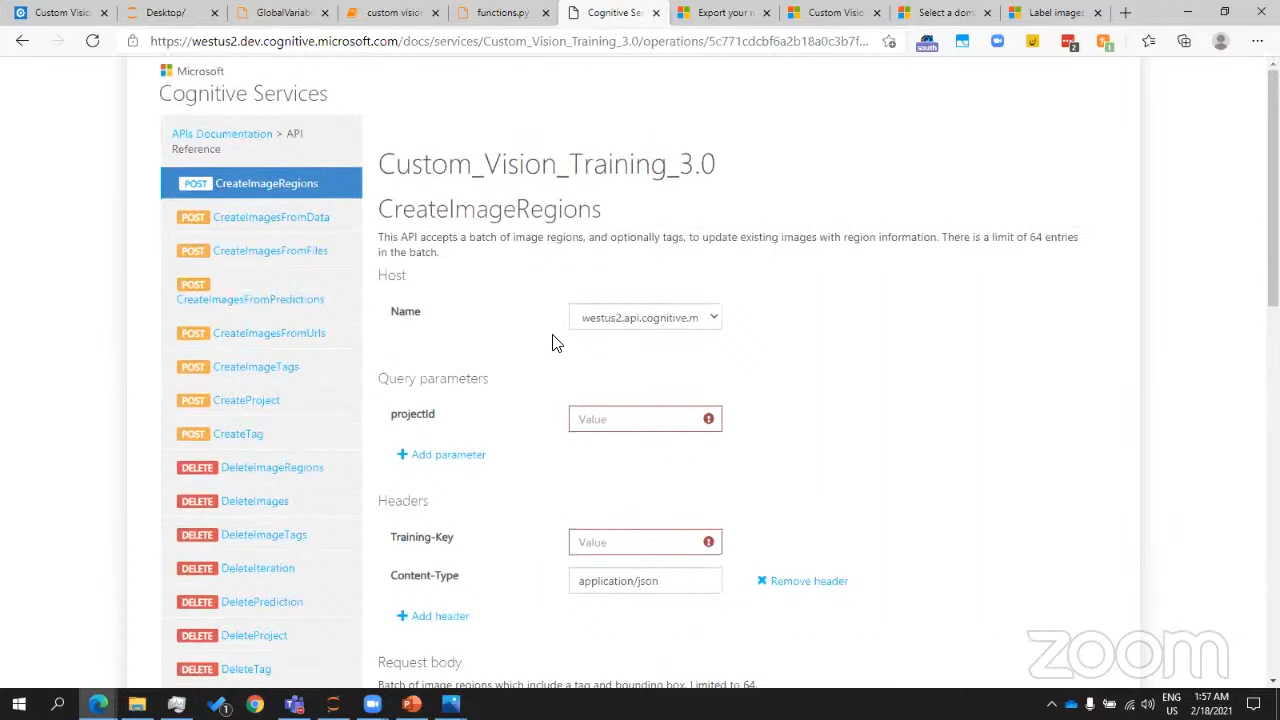 Custom Vis
Desktop/
GlobalVariab
custom vision
functions.py
Cognitive Se
Export your m
Custom Visio
Select a dom
Label images
https://westus2.dev.cognitive.microsoft.com/docs/services/Custom_Vision_Training_3.0/operations/5c771cdcbf6a2b18a0c3b7f...
south
2
1
Microsoft
Cognitive Services
APIs Documentation > API
Reference
POST CreateImageRegions
POST CreateImagesFromData
POST CreateImagesFromFiles
POST
CreateImagesFromPredictions
POST CreateImagesFromUrls
POST CreateImageTags
POST CreateProject
POST CreateTag
DELETE DeleteImageRegions
DELETE DeleteImages
DELETE DeleteImageTags
DELETE DeleteIteration
DELETE DeletePrediction
DELETE DeleteProject
DELETE DeleteTag
Custom_Vision_Training_3.0
CreateImageRegions
This API accepts a batch of image regions, and optionally tags, to update existing images with region information. There is a limit of 64 entries
in the batch.
Host
Name
westus2.api.cognitive.m
Query parameters
projectId
Value
Add parameter
Headers
Training-Key
Value
Content-Type
application/json
Remove header
Add header
Request body
Batch of image regions which include a tag and bounding box. Limited to 64.
zoom
1
ENG
US
1:57 AM
2/18/2021